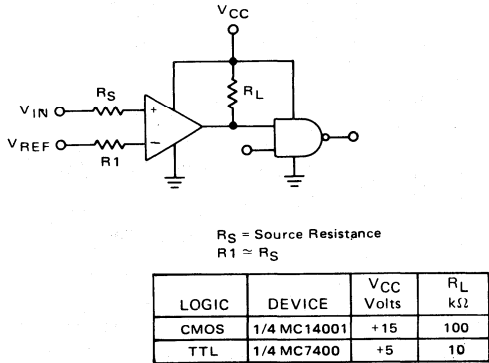 VCC
RS
RL
VIN
+
VREF
−
R1
RS = Source Resistance
R1 ≃ RS
LOGIC DEVICE VCC Volts RL kΩ
CMOS 1/4 MC14001 +15 100
TTL 1/4 MC7400 +5 10